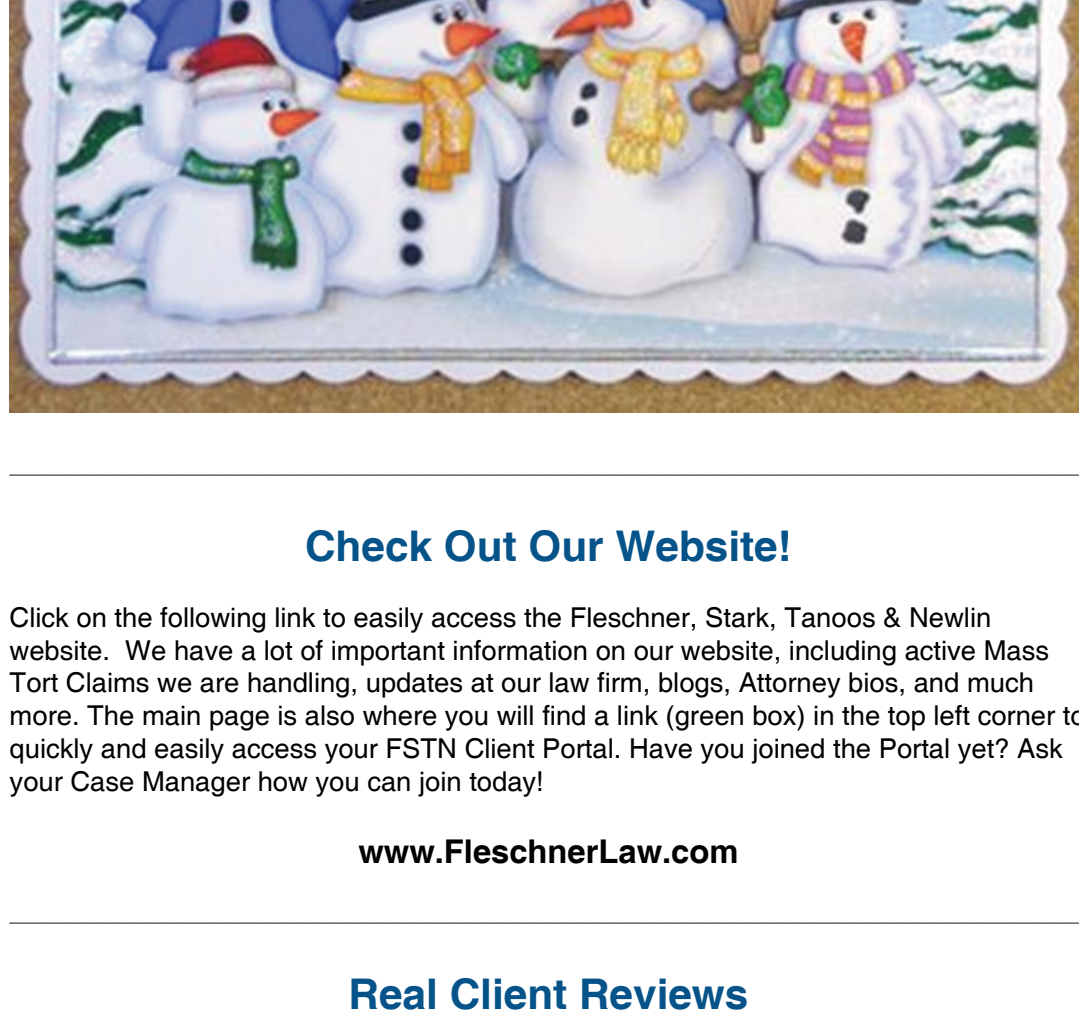 Check Out Our Website!
Click on the following link to easily access the Fleschner, Stark, Tanoos & Newlin
website.  We have a lot of important information on our website, including active Mass
Tort Claims we are handling, updates at our law firm, blogs, Attorney bios, and much
more. The main page is also where you will find a link (green box) in the top left corner to
quickly and easily access your FSTN Client Portal. Have you joined the Portal yet? Ask
your Case Manager how you can join today!
www.FleschnerLaw.com
Real Client Reviews